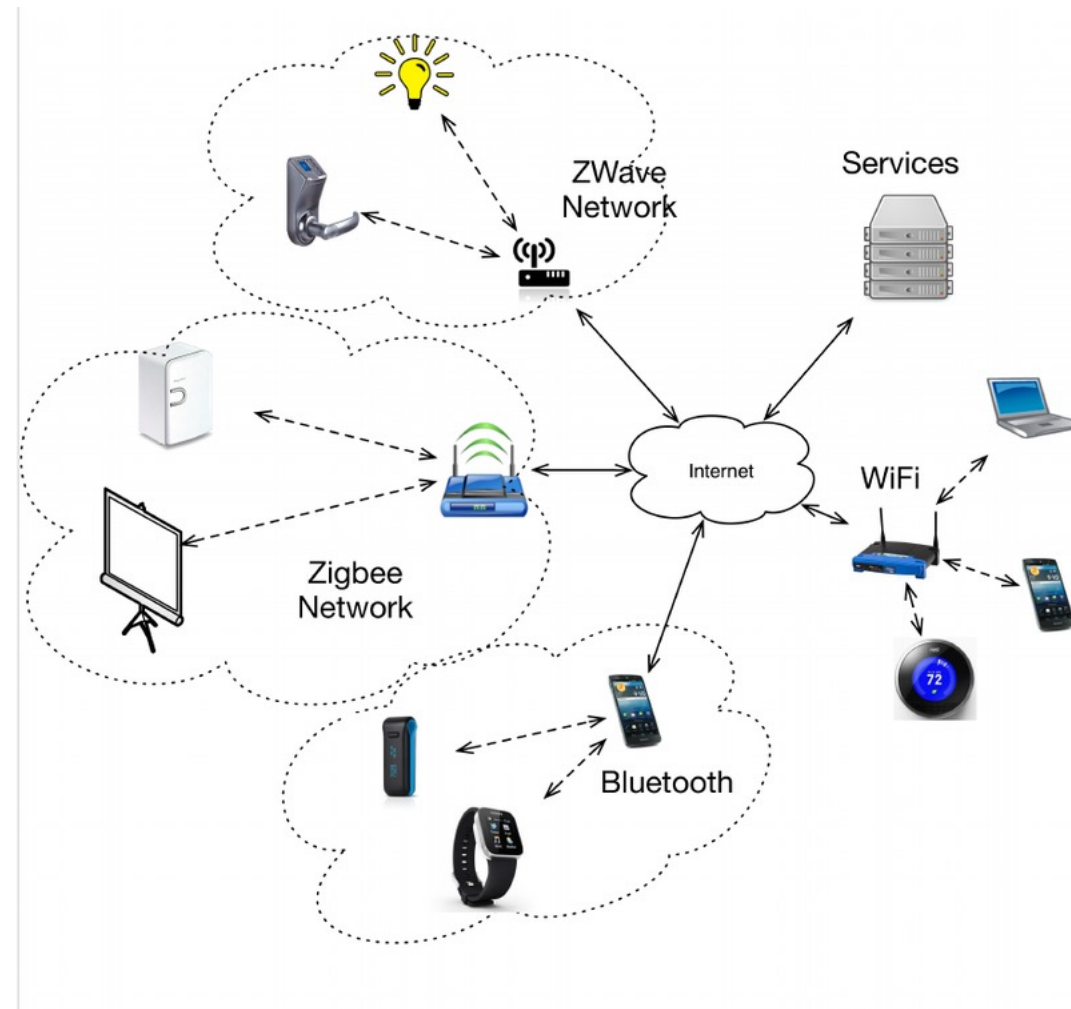 ZWave
Network
Services
Internet
WiFi
72
Zigbee
Network
Bluetooth